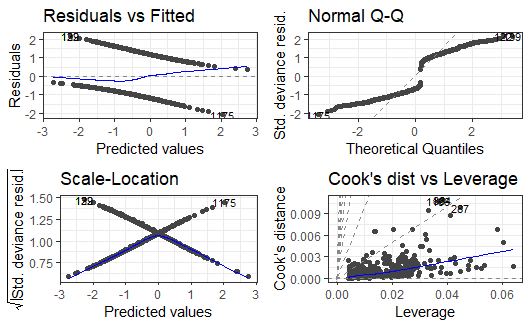 Residuals vs Fitted
Residuals
2
1
0
-1
-2
1175
-3 -2 -1 0 1 2 3
Predicted values
Normal Q-Q
Std. deviance resid.
2
1
0
-1
-2
1175
-2 0 2
Theoretical Quantiles
Scale-Location
√|Std. deviance resid.|
1.50
1.25
1.00
0.75
1175
-3 -2 -1 0 1 2 3
Predicted values
Cook's dist vs Leverage
Cook's distance
0.009
0.006
0.003
0.000
287
0.00 0.02 0.04 0.06
Leverage